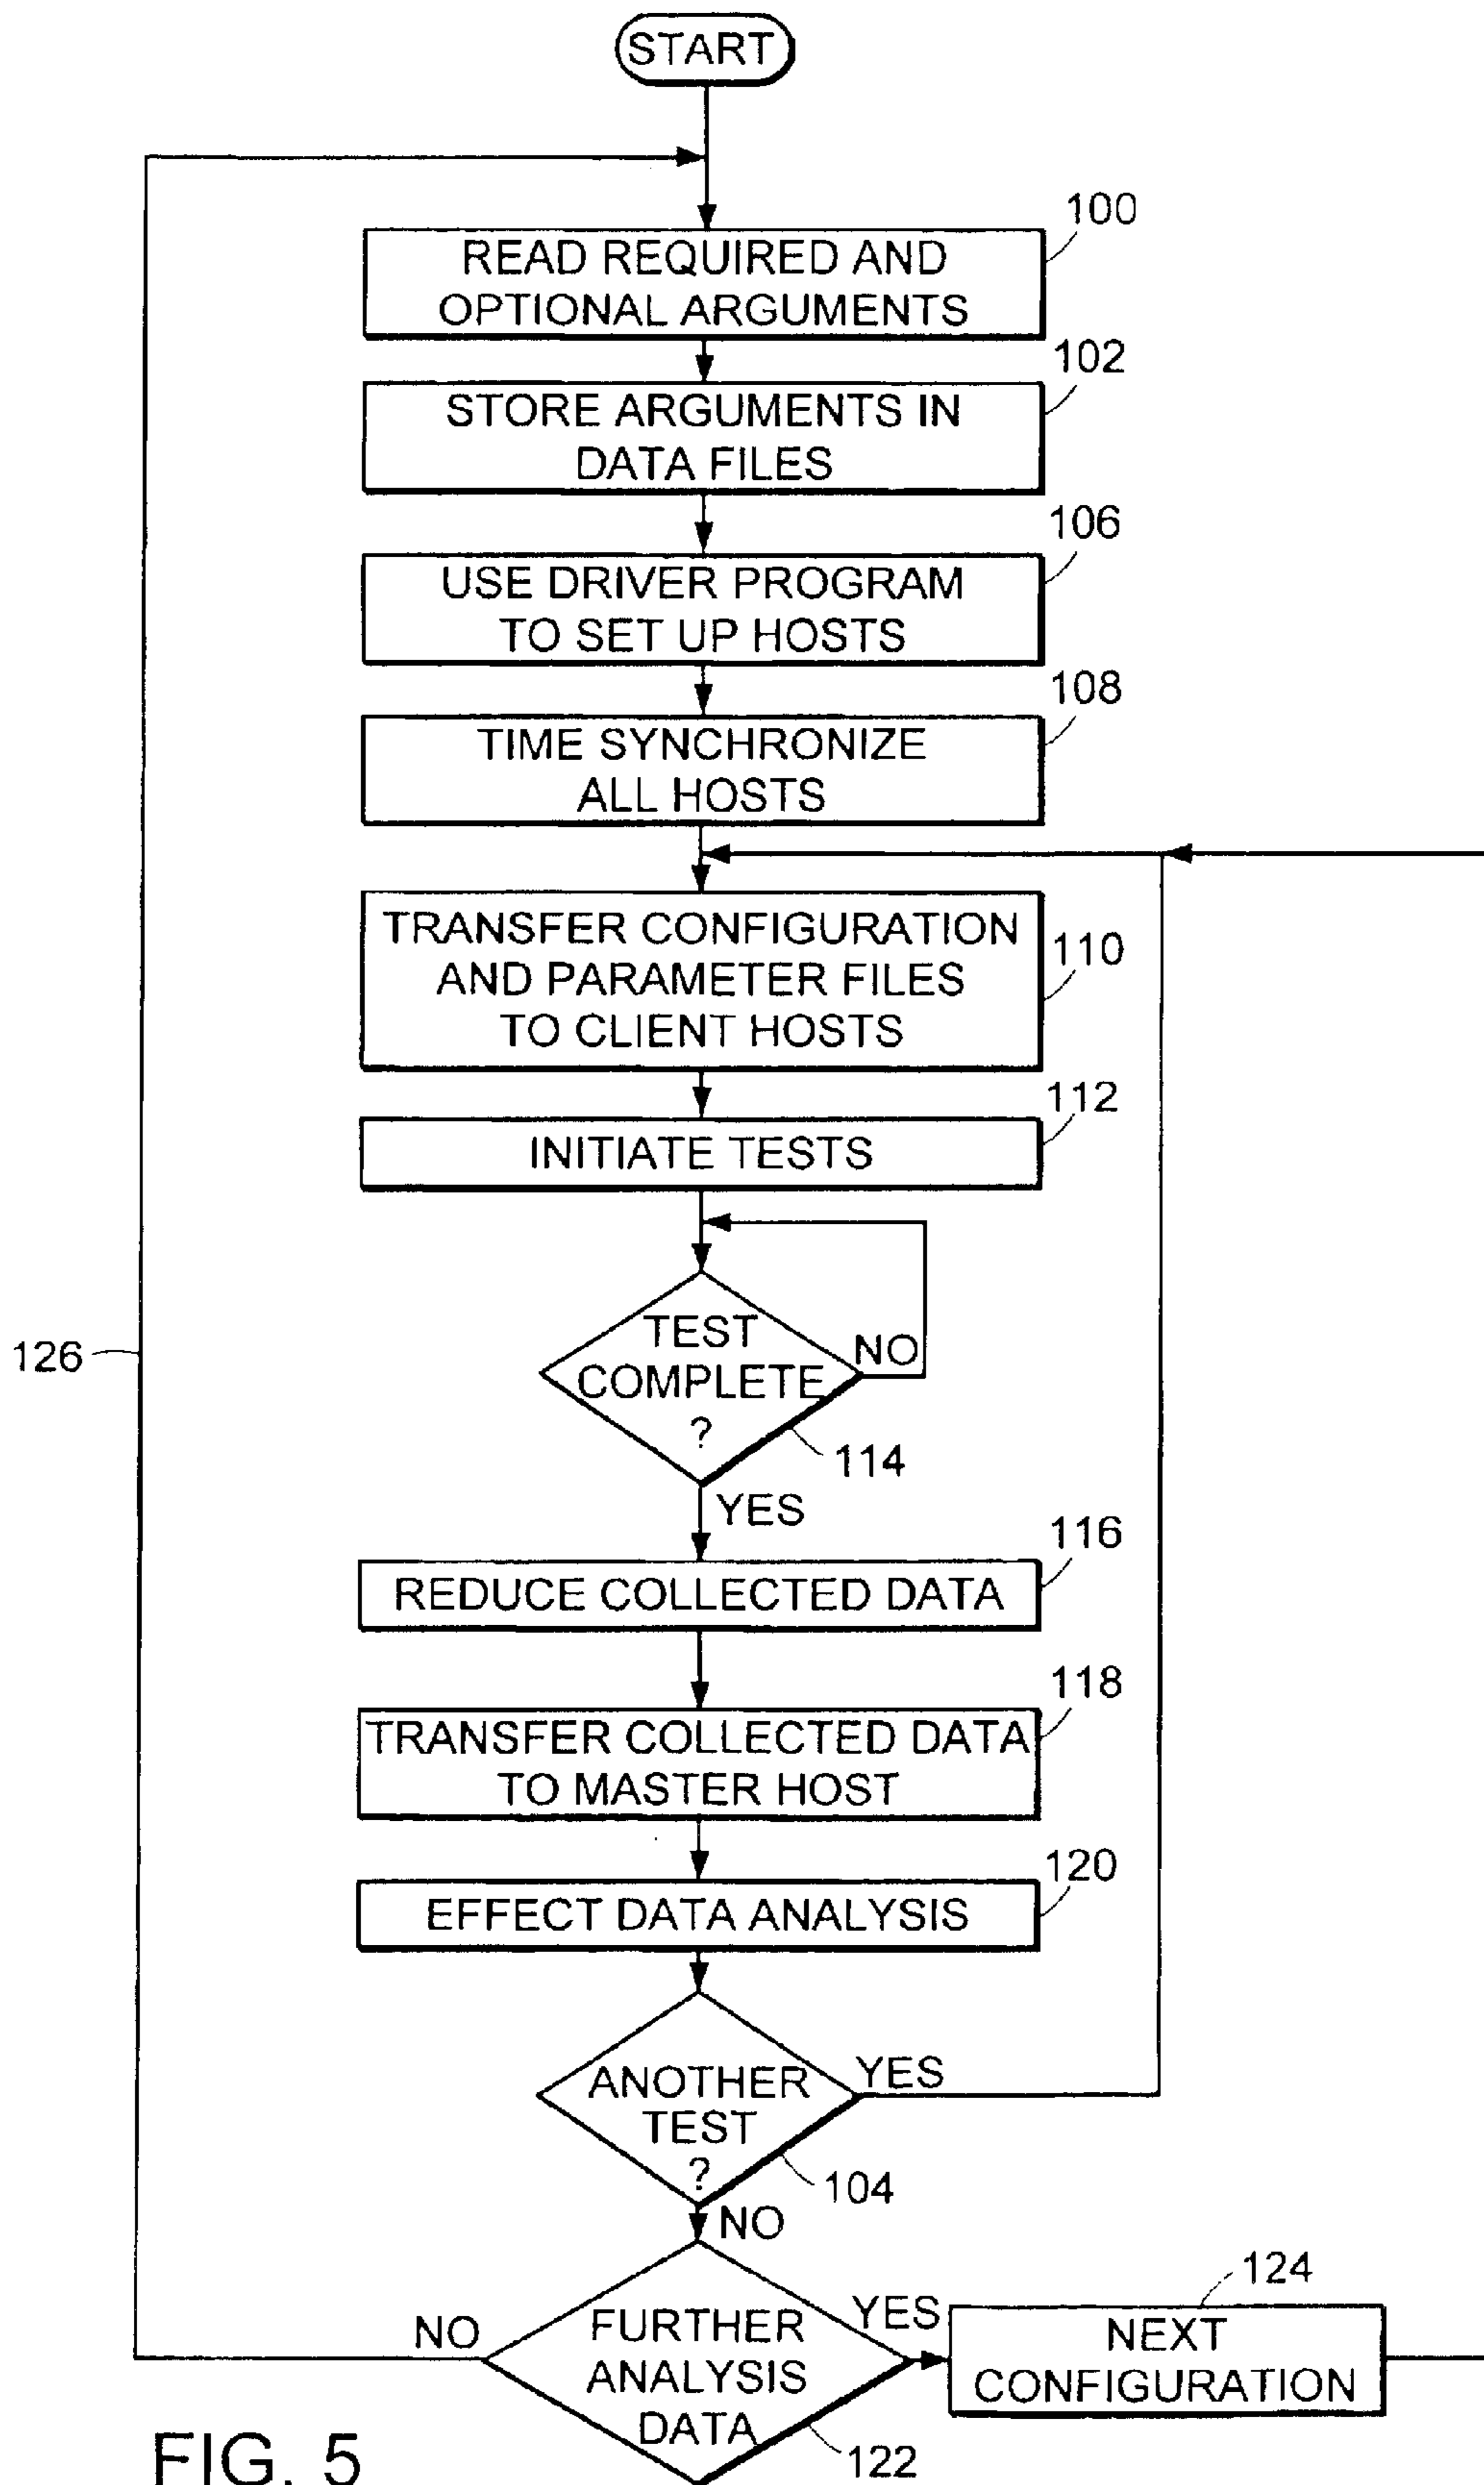 START
100
READ REQUIRED AND
OPTIONAL ARGUMENTS
102
STORE ARGUMENTS IN
DATA FILES
106
USE DRIVER PROGRAM
TO SET UP HOSTS
108
TIME SYNCHRONIZE
ALL HOSTS
110
TRANSFER CONFIGURATION
AND PARAMETER FILES
TO CLIENT HOSTS
112
INITIATE TESTS
126
TEST
COMPLETE
?
NO
114
YES
116
REDUCE COLLECTED DATA
118
TRANSFER COLLECTED DATA
TO MASTER HOST
120
EFFECT DATA ANALYSIS
ANOTHER
TEST
?
YES
104
NO
NO
FURTHER
ANALYSIS
DATA
YES
122
124
NEXT
CONFIGURATION
FIG. 5